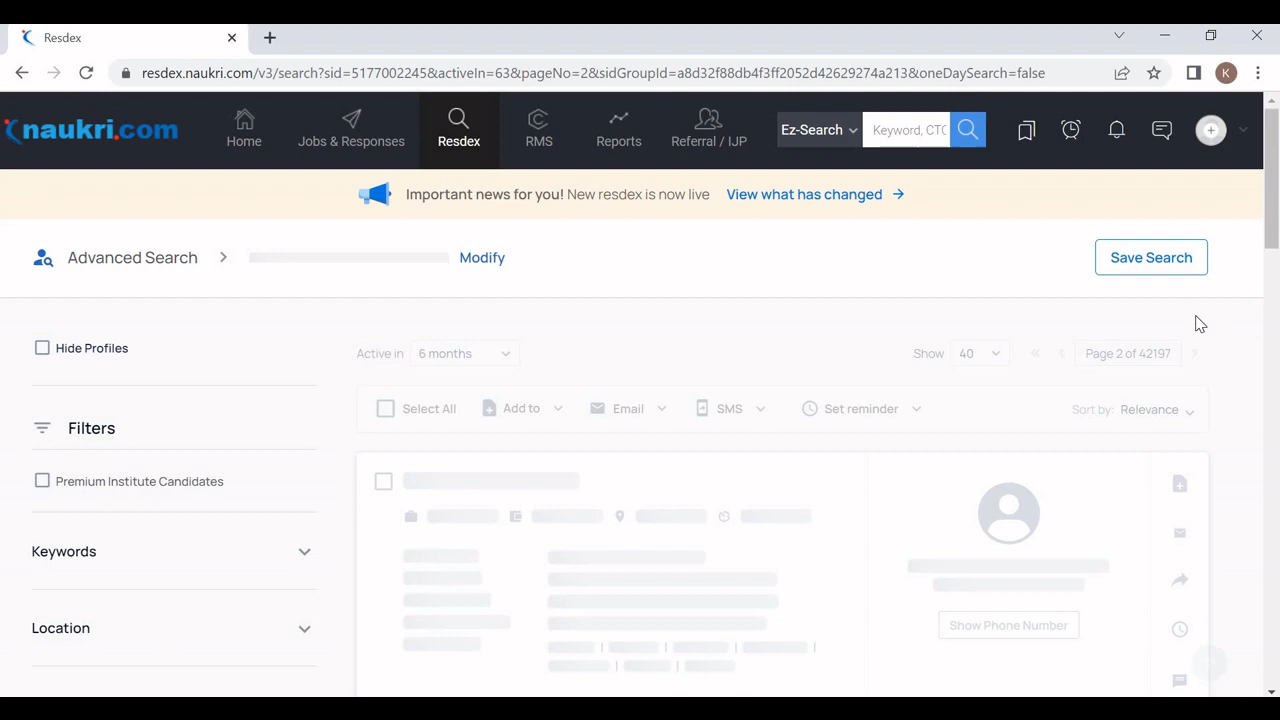 Resdex
resdex.naukri.com/v3/search?sid=5177002245&activeIn=63&pageNo=2&sidGroupId=a8d32f88db4f3ff2052d42629274a213&oneDaySearch=false
K
naukri.com
Home
Jobs & Responses
Resdex
RMS
Reports
Referral / IJP
Ez-Search
Keyword, CTC
Important news for you! New resdex is now live
View what has changed
Advanced Search
Modify
Save Search
Hide Profiles
Active in 6 months
Show 40
Page 2 of 42197
Filters
Select All
Add to
Email
SMS
Set reminder
Sort by: Relevance
Premium Institute Candidates
Keywords
Location
Show Phone Number